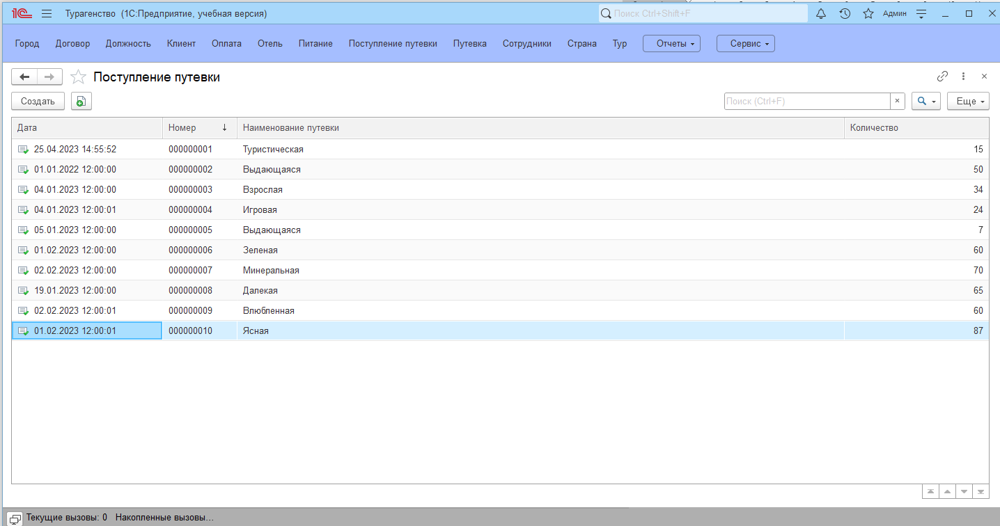 1С Турагенство (1С:Предприятие, учебная версия) Поиск Ctrl+Shift+F Админ
Город Договор Должность Клиент Оплата Отель Питание Поступление путевки Путевка Сотрудники Страна Тур Отчеты Сервис
Поступление путевки
Создать Поиск (Ctrl+F) × Еще
Дата Номер ↓ Наименование путевки Количество
25.04.2023 14:55:52 000000001 Туристическая 15
01.01.2022 12:00:00 000000002 Выдающаяся 50
04.01.2023 12:00:00 000000003 Взрослая 34
04.01.2023 12:00:01 000000004 Игровая 24
05.01.2023 12:00:00 000000005 Выдающаяся 7
01.02.2023 12:00:00 000000006 Зеленая 60
02.02.2023 12:00:00 000000007 Минеральная 70
19.01.2023 12:00:00 000000008 Далекая 65
02.02.2023 12:00:01 000000009 Влюбленная 60
01.02.2023 12:00:01 000000010 Ясная 87
Текущие вызовы: 0 Накопленные вызовы...